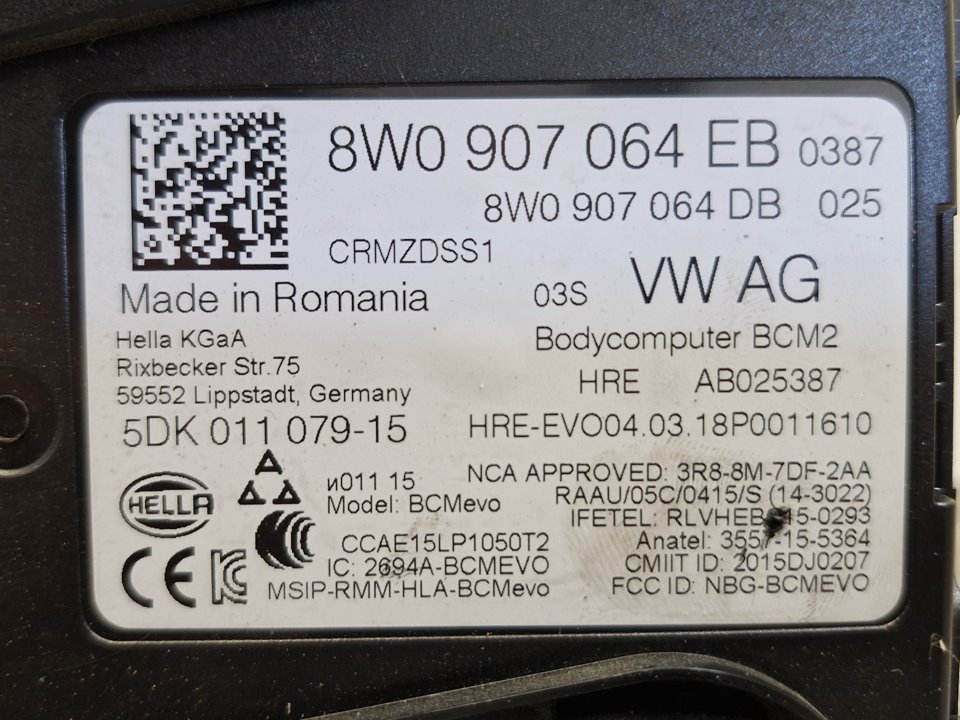 8W0 907 064 EB 0387
8W0 907 064 DB 025
CRMZDSS1
Made in Romania
03S VW AG
Hella KGaA
Rixbecker Str.75
59552 Lippstadt, Germany
Bodycomputer BCM2
HRE AB025387
5DK 011 079-15
HRE-EVO04.03.18P0011610
HELLA
и011 15
Model: BCMevo
CCAE15LP1050T2
IC: 2694A-BCMEVO
MSIP-RMM-HLA-BCMevo
NCA APPROVED: 3R8-8M-7DF-2AA
RAAU/05C/0415/S (14-3022)
IFETEL:
Anatel:
CMIIT ID: 2015DJ0207
FCC ID: NBG-BCMEVO
CE